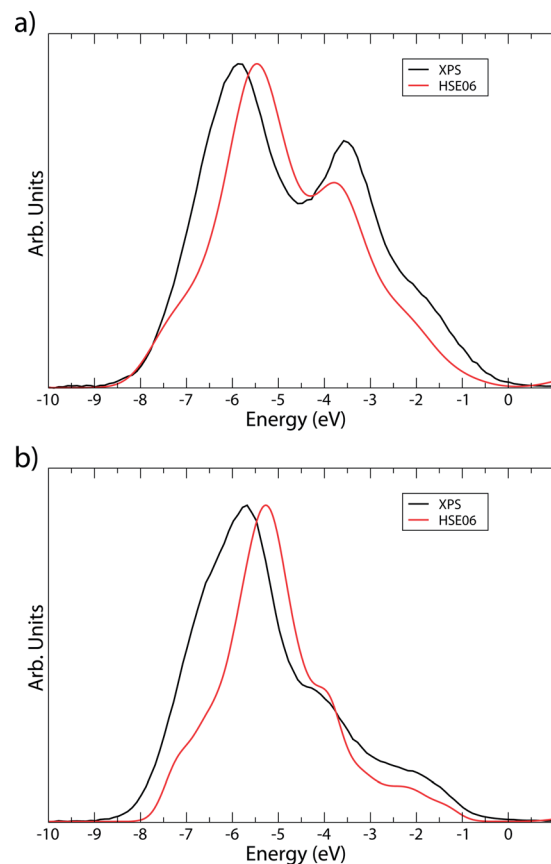 a)
XPS
HSE06
Arb. Units
-10 -9 -8 -7 -6 -5 -4 -3 -2 -1 0
Energy (eV)
b)
XPS
HSE06
Arb. Units
-10 -9 -8 -7 -6 -5 -4 -3 -2 -1 0
Energy (eV)